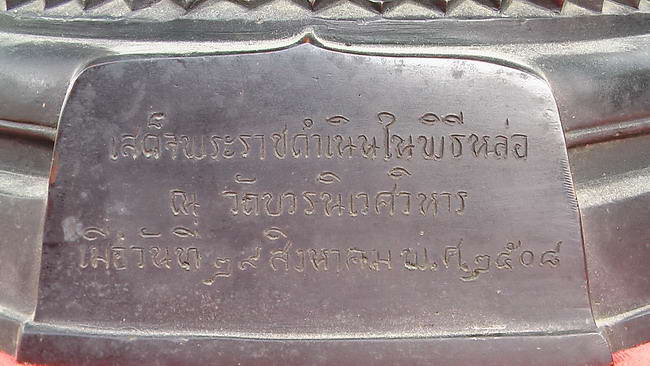 เสด็จพระราชดำเนินในพิธีหล่อ
ณ วัดบวรนิเวศวิหาร
เมื่อวันที่ ๒๙ สิงหาคม พ.ศ.๒๕๐๘